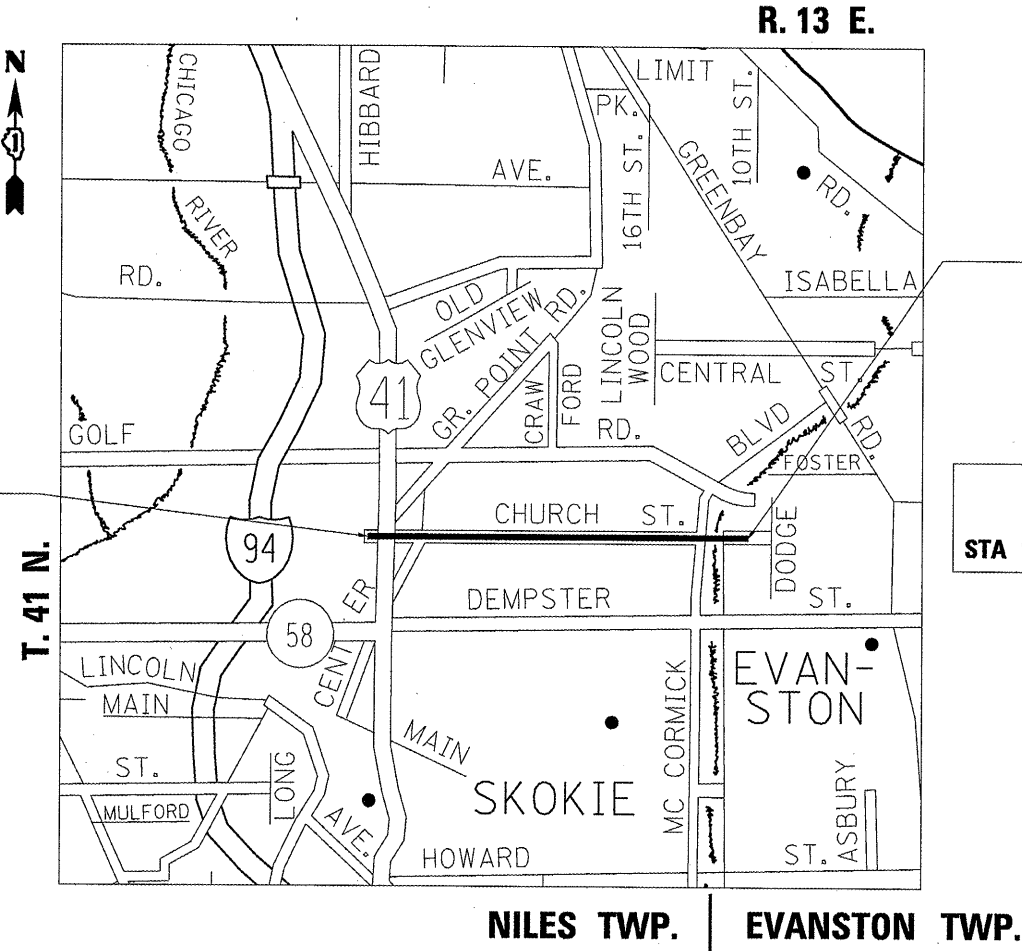 R. 13 E.
N
1
CHICAGO
RIVER
HIBBARD
LIMIT
PK.
16TH ST.
10TH ST.
GREENBAY
RD.
AVE.
RD.
ISABELLA
OLD
GLENVIEW
GR. POINT RD.
LINCOLN
WOOD
CENTRAL ST.
41
CRAW
FORD
GOLF
RD.
BLVD
RD.
FOSTER
CHURCH ST.
DODGE
94
STA
T. 41 N.
DEMPSTER ST.
58
CENT
ER
LINCOLN
MAIN
MAIN
EVAN-
STON
MC CORMICK
ST.
LONG
AVE.
MULFORD
SKOKIE
ASBURY
HOWARD
ST.
NILES TWP.
EVANSTON TWP.